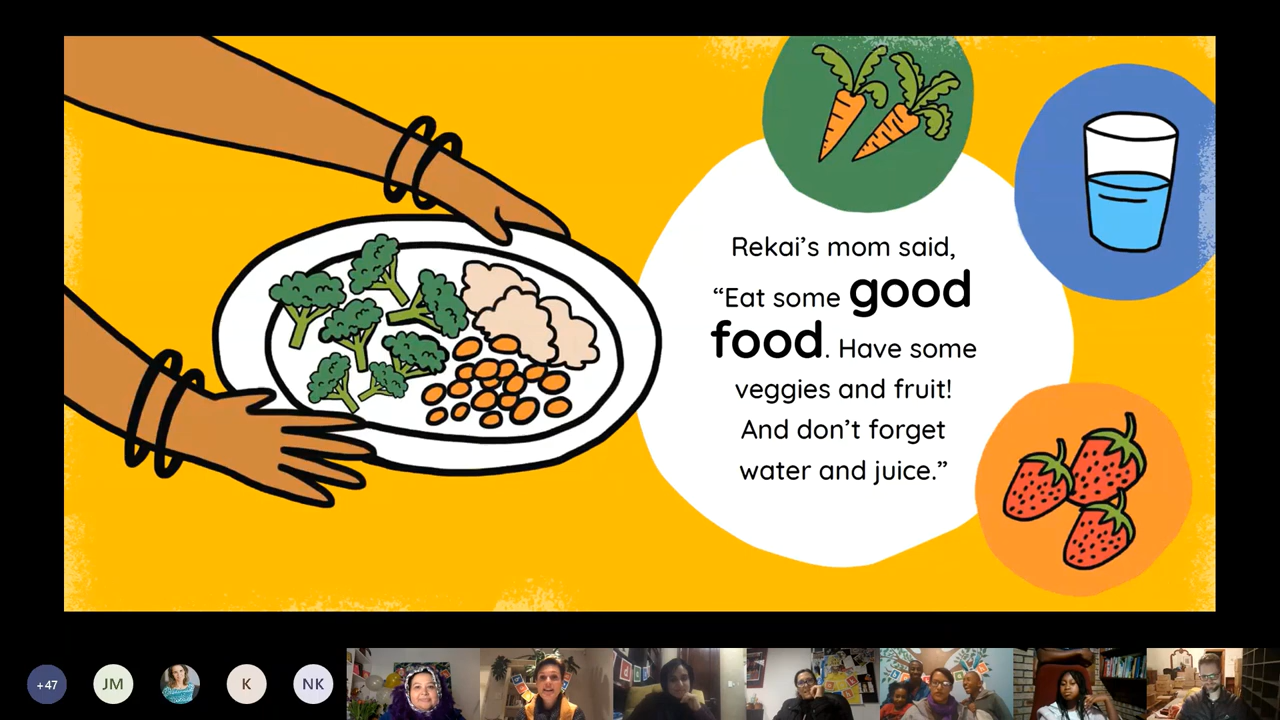 Rekai’s mom said,
“Eat some good
food. Have some
veggies and fruit!
And don’t forget
water and juice.”
+47
JM
K
NK